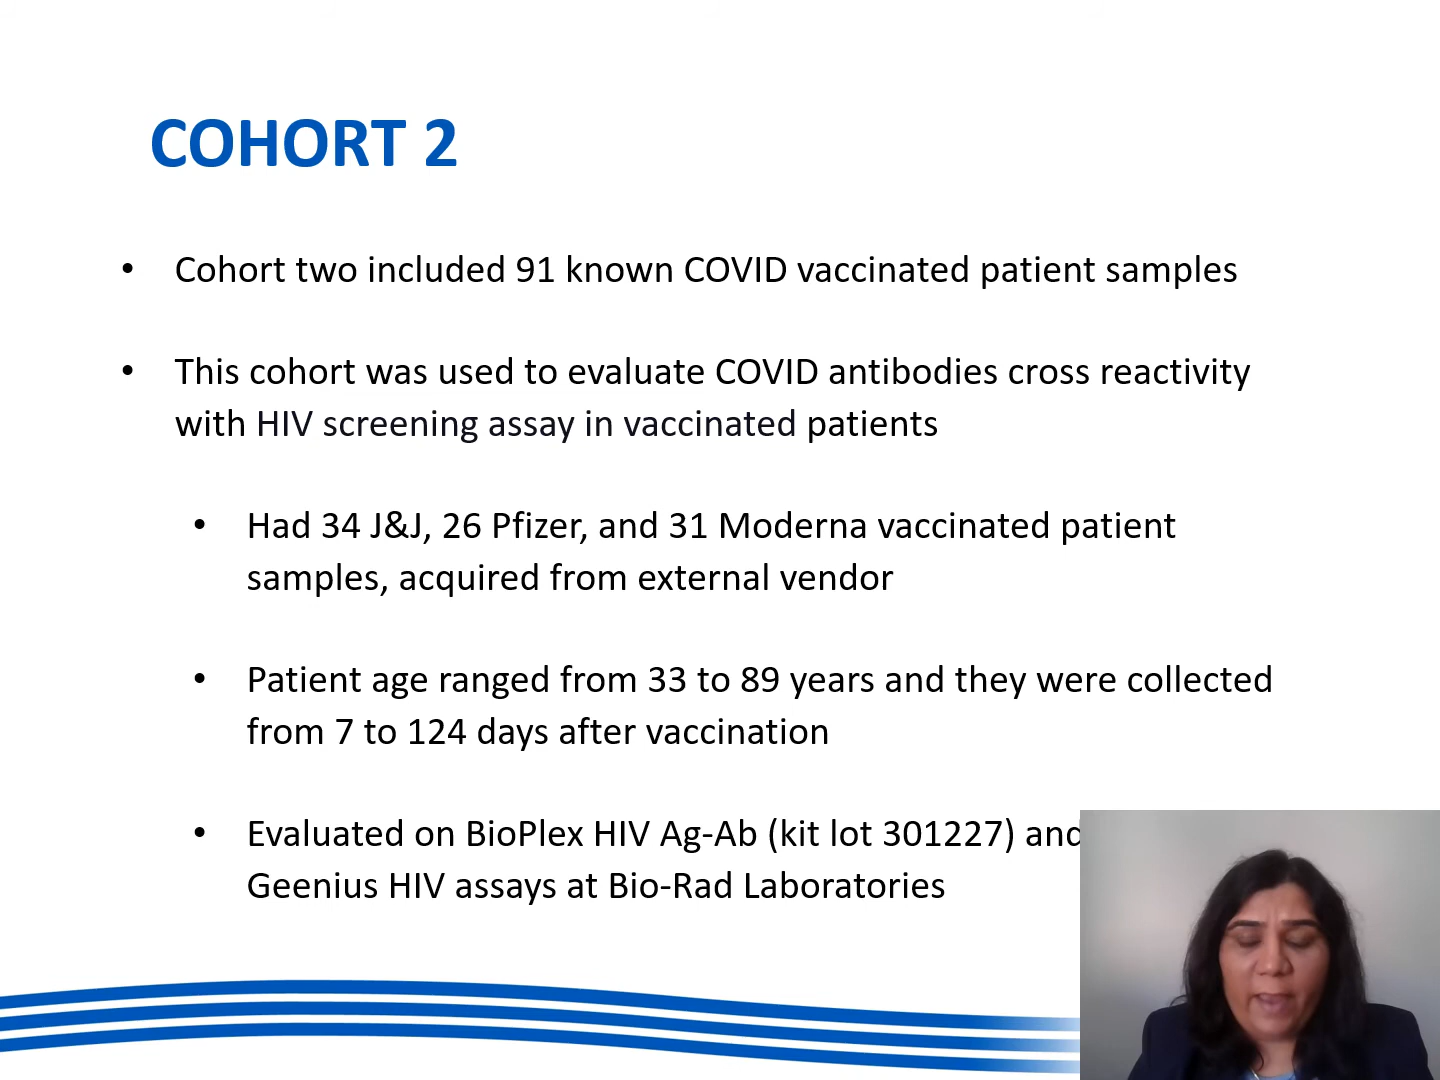 COHORT 2
• Cohort two included 91 known COVID vaccinated patient samples
• This cohort was used to evaluate COVID antibodies cross reactivity
with HIV screening assay in vaccinated patients
• Had 34 J&J, 26 Pfizer, and 31 Moderna vaccinated patient
samples, acquired from external vendor
• Patient age ranged from 33 to 89 years and they were collected
from 7 to 124 days after vaccination
• Evaluated on BioPlex HIV Ag-Ab (kit lot 301227) and
Geenius HIV assays at Bio-Rad Laboratories